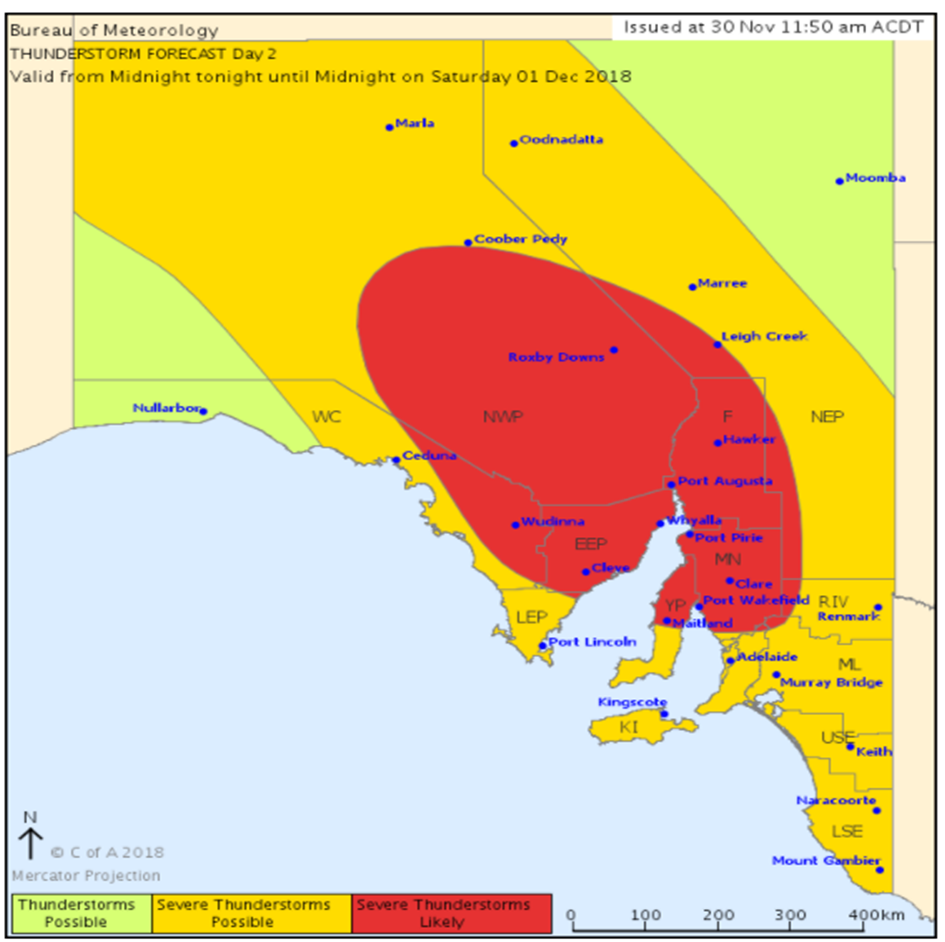 Bureau of Meteorology
Issued at 30 Nov 11:50 am ACDT
THUNDERSTORM FORECAST Day 2
Valid from Midnight tonight until Midnight on Saturday 01 Dec 2018
Marla
Oodnadatta
Moomba
Coober Pedy
Marree
Leigh Creek
Roxby Downs
Nullarbor
WC
NWP
F
NEP
Hawker
Ceduna
Port Augusta
Wudinna
Whyalla
Port Pirie
EEP
MN
Cleve
Clare
YP
Port Wakefield
RIV
Renmark
LEP
Maitland
Port Lincoln
Adelaide
ML
Murray Bridge
Kingscote
KI
USE
Keith
Naracoorte
LSE
Mount Gambier
N
© C of A 2018
Mercator Projection
Thunderstorms
Possible
Severe Thunderstorms
Possible
Severe Thunderstorms
Likely
0 100 200 300 400km